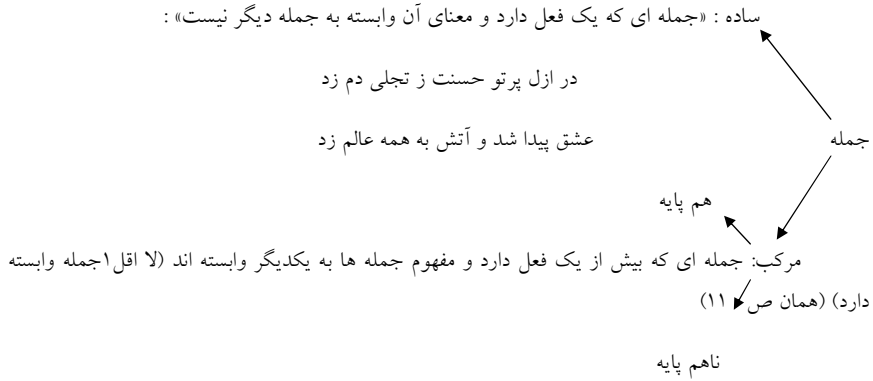 ساده : «جمله ای که یک فعل دارد و معنای آن وابسته به جمله دیگر نیست» :
در ازل پرتو حسنت ز تجلی دم زد
عشق پیدا شد و آتش به همه عالم زد
جمله
هم پایه
مرکب: جمله ای که بیش از یک فعل دارد و مفهوم جمله ها به یکدیگر وابسته اند (لا اقل۱جمله وابسته
دارد) (همان ص ۱۱)
ناهم پایه